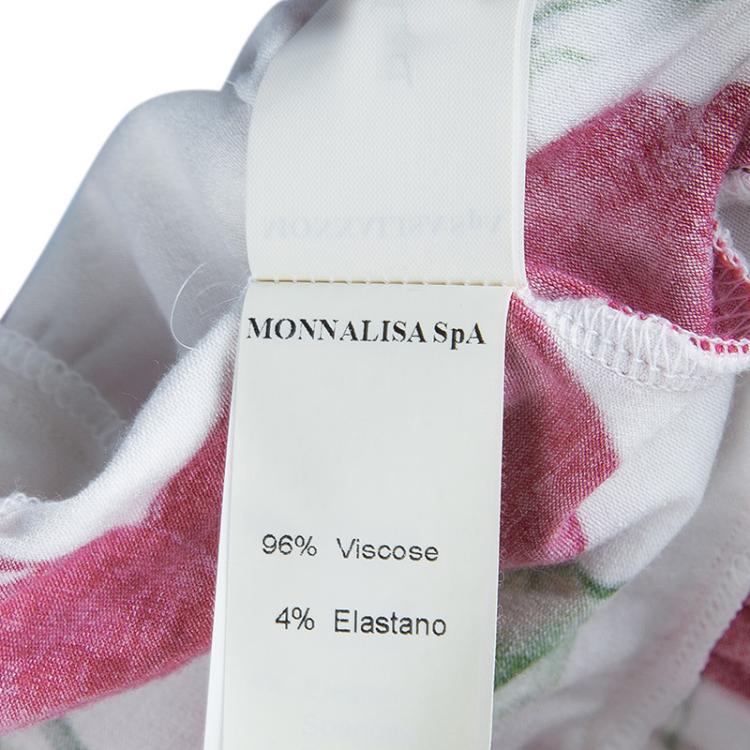 MONNALISA SpA
96% Viscose
4% Elastano